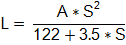 L = A * S²
122 + 3.5 * S